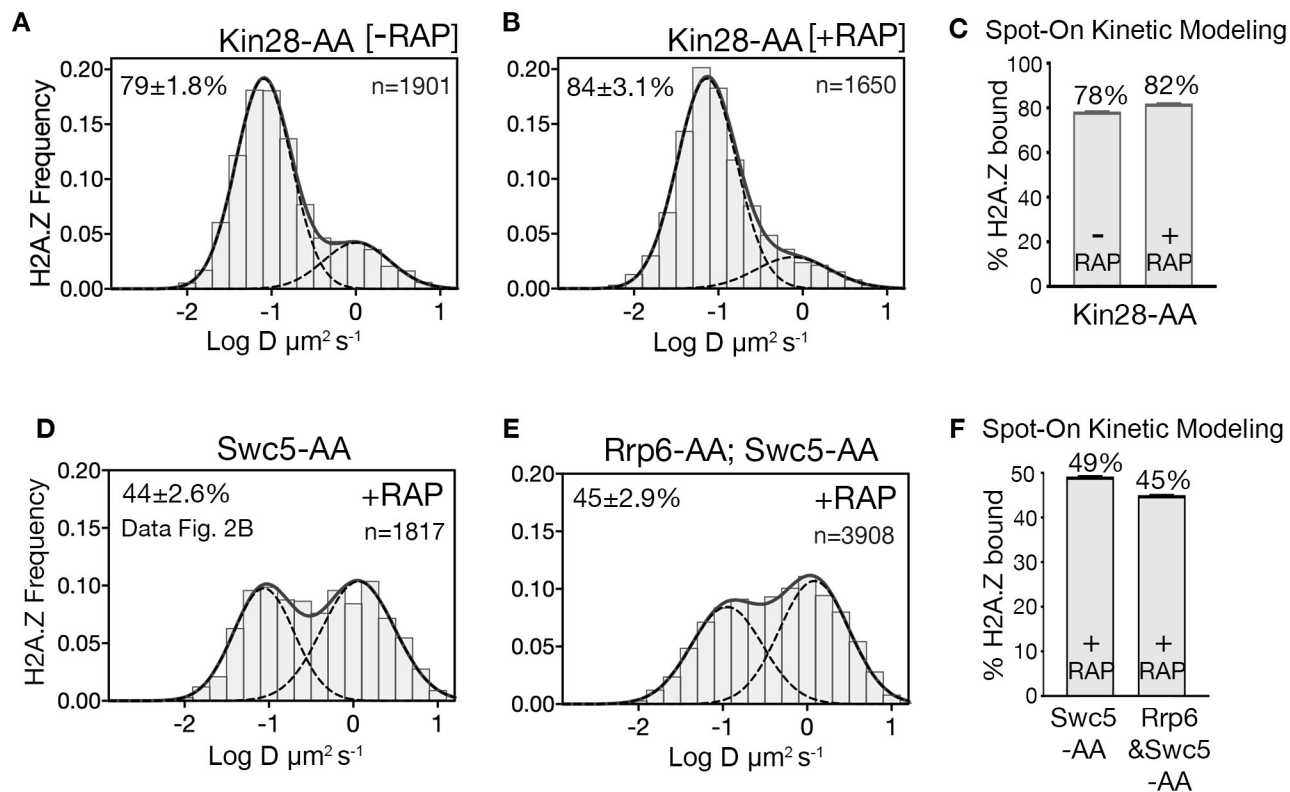 A
Kin28-AA [-RAP]
79±1.8%
n=1901
H2A.Z Frequency
0.20
0.15
0.10
0.05
0.00
-2 -1 0 1
Log D µm² s⁻¹
B
Kin28-AA [+RAP]
84±3.1%
n=1650
0.20
0.15
0.10
0.05
0.00
-2 -1 0 1
Log D µm² s⁻¹
C
Spot-On Kinetic Modeling
% H2A.Z bound
100
80
60
40
20
0
78% 82%
- +
RAP RAP
Kin28-AA
D
Swc5-AA
44±2.6%
+RAP
Data Fig. 2B
n=1817
H2A.Z Frequency
0.20
0.15
0.10
0.05
0.00
-2 -1 0 1
Log D µm² s⁻¹
E
Rrp6-AA; Swc5-AA
45±2.9%
+RAP
n=3908
0.20
0.15
0.10
0.05
0.00
-2 -1 0 1
Log D µm² s⁻¹
F
Spot-On Kinetic Modeling
% H2A.Z bound
50
40
30
20
10
0
49% 45%
+ +
RAP RAP
Swc5
-AA
Rrp6
&Swc5
-AA